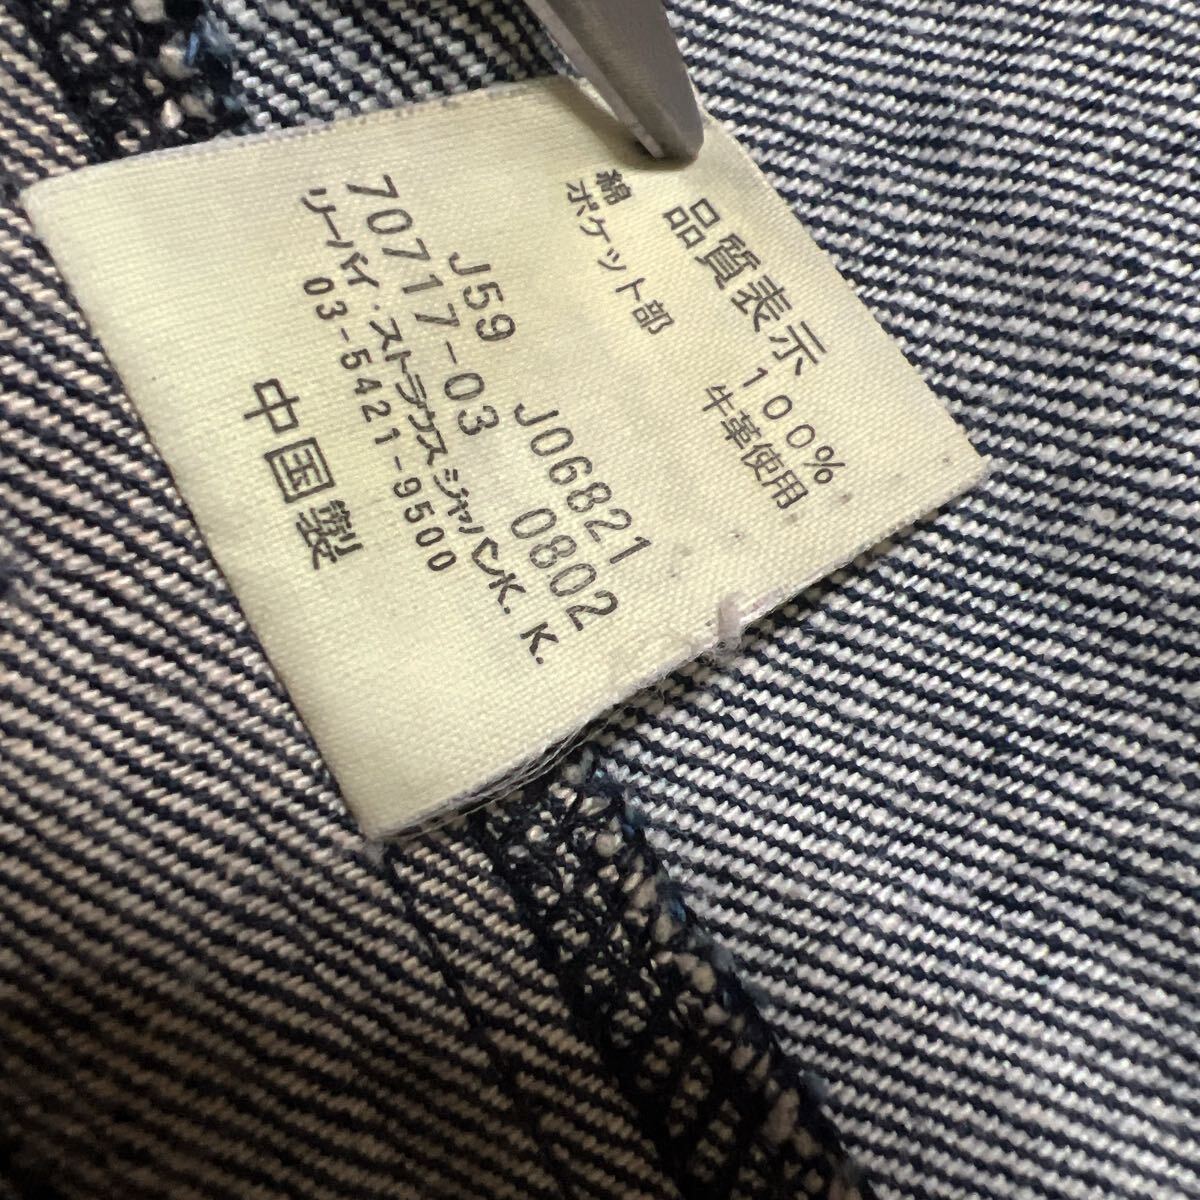 品質表示
綿 100%
ポケット部 牛革使用
J59 J06821
70717-03 0802
リーバイ・ストラウスジャパンK.K.
03-5421-9500
中国製